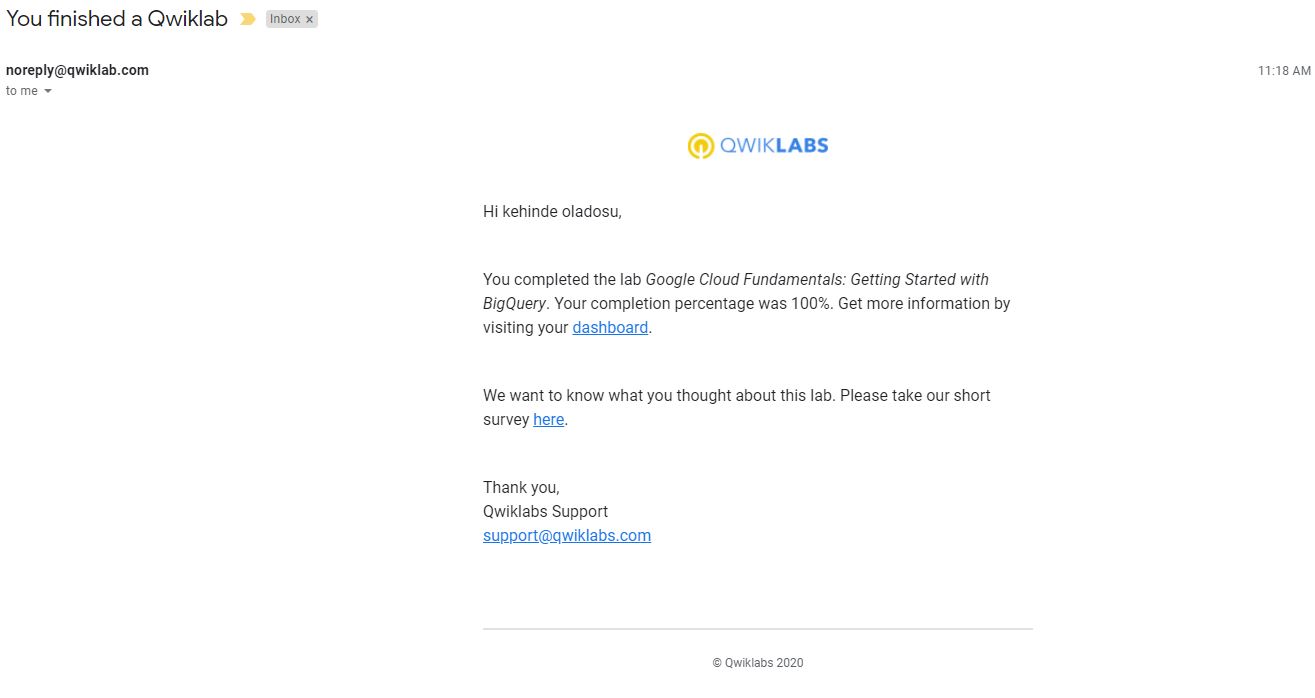 You finished a Qwiklab Inbox ×
noreply@qwiklab.com 11:18 AM
to me
QWIKLABS
Hi kehinde oladosu,
You completed the lab Google Cloud Fundamentals: Getting Started with
BigQuery. Your completion percentage was 100%. Get more information by
visiting your dashboard.
We want to know what you thought about this lab. Please take our short
survey here.
Thank you,
Qwiklabs Support
support@qwiklabs.com
© Qwiklabs 2020